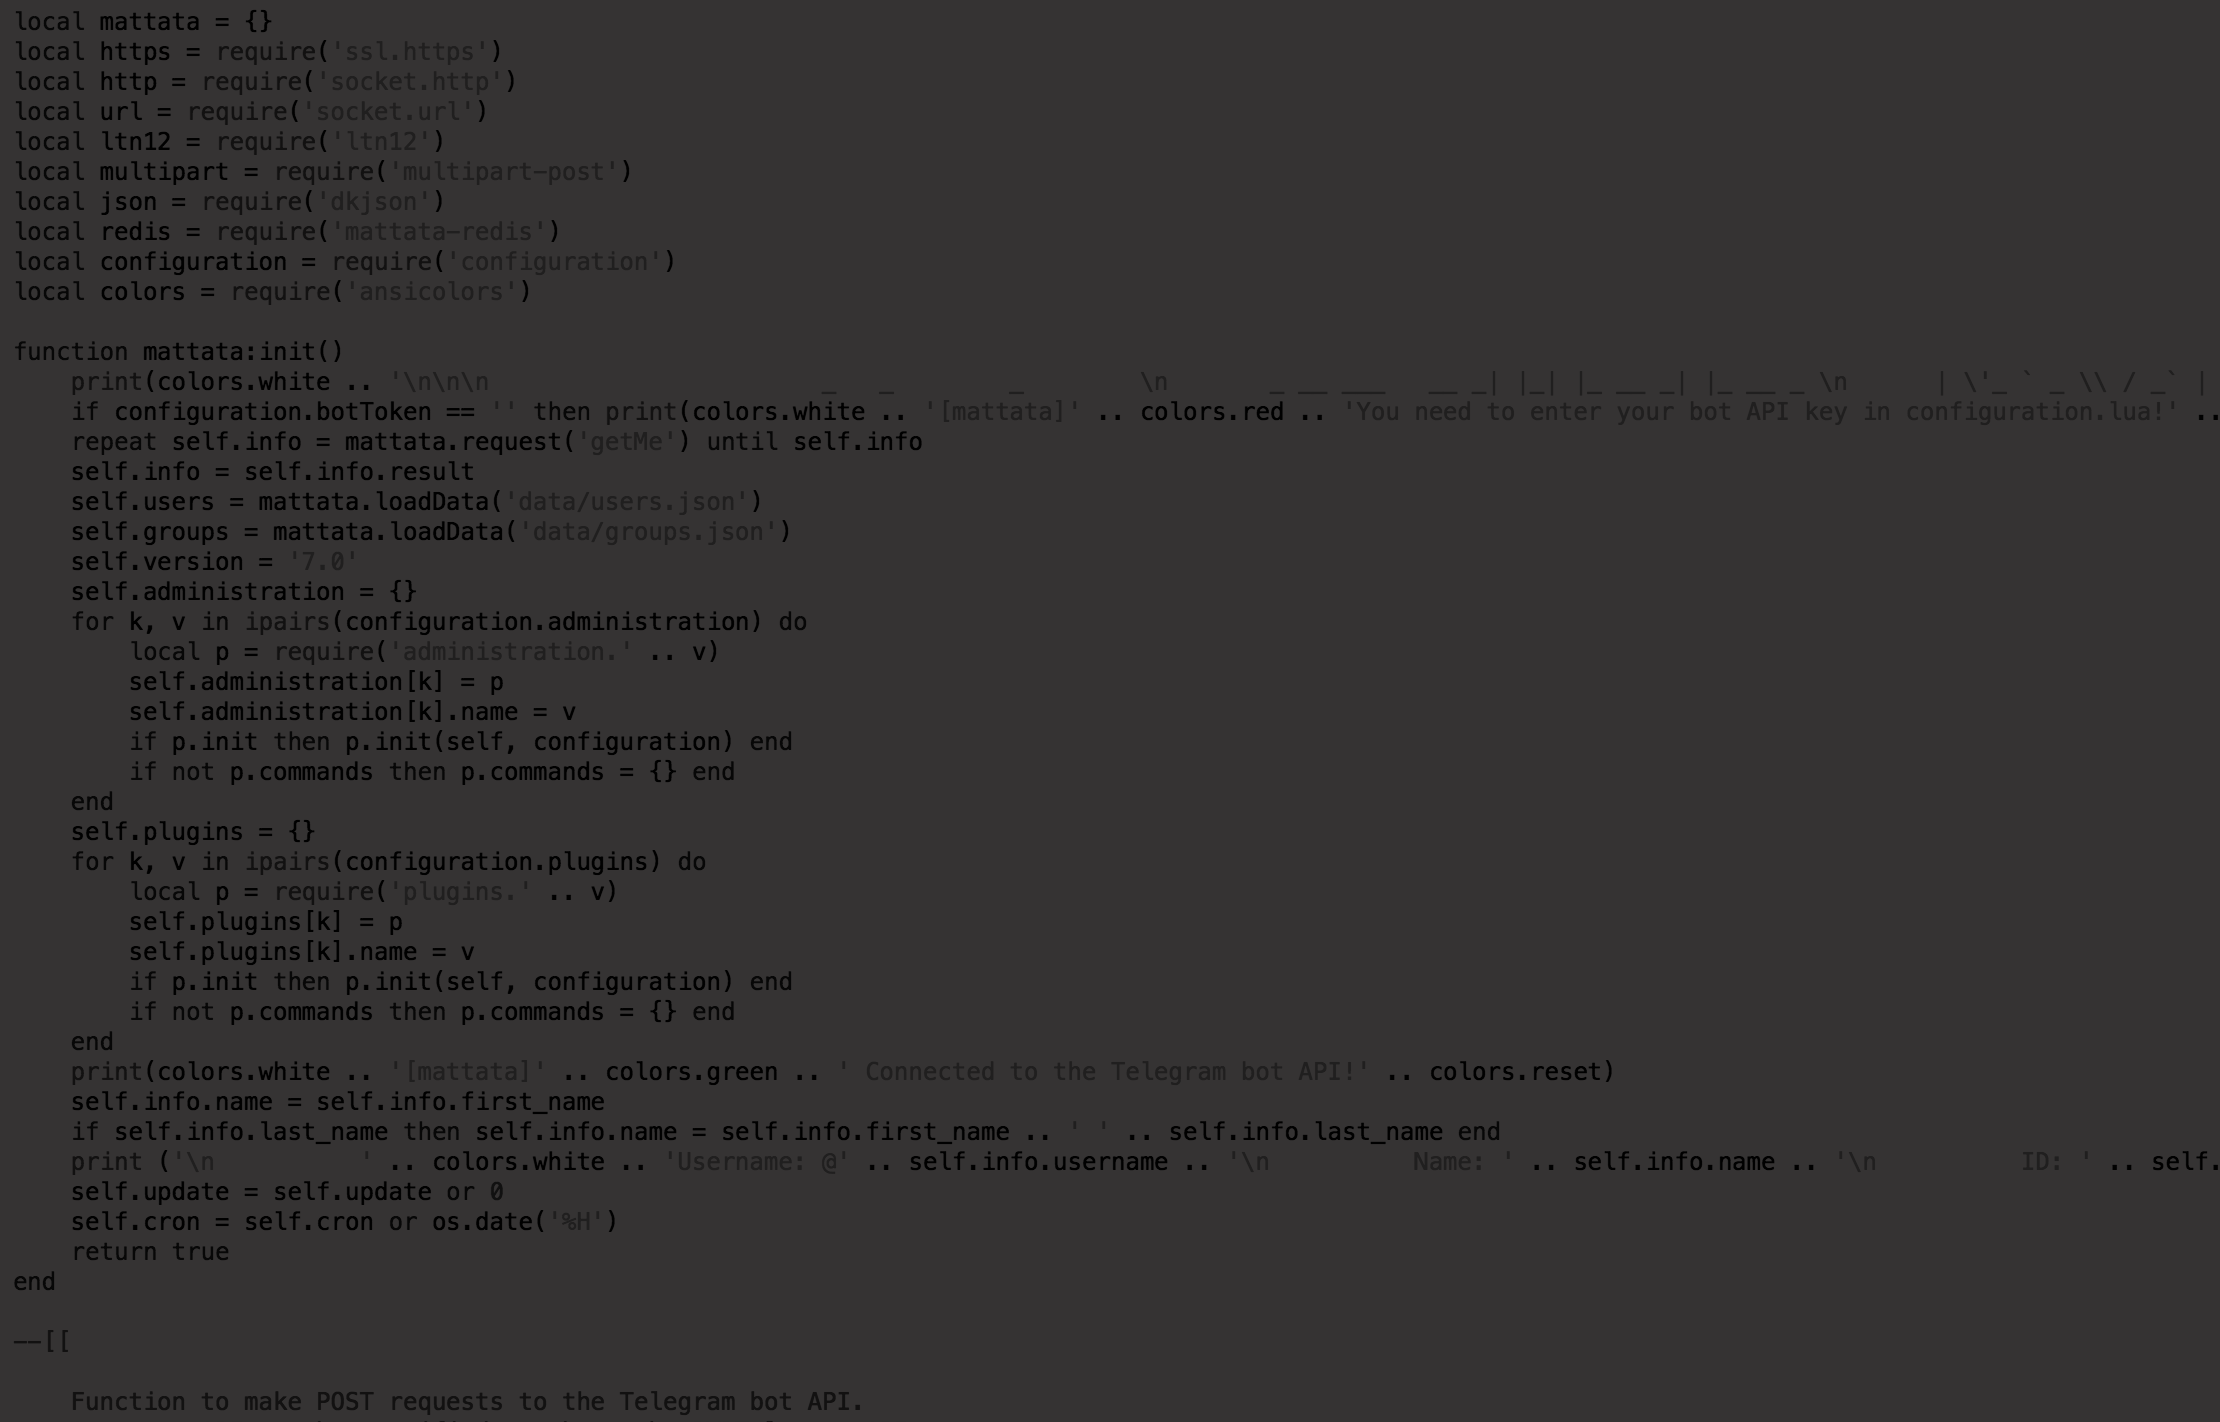 local mattata = {}
local https = require('ssl.https')
local http = require('socket.http')
local url = require('socket.url')
local ltn12 = require('ltn12')
local multipart = require('multipart-post')
local json = require('dkjson')
local redis = require('mattata-redis')
local configuration = require('configuration')
local colors = require('ansicolors')

function mattata:init()
    print(colors.white .. '\n\n\n                       _   _        _        \n       _ __ ___   __ _| |_| |_ __ _| |_ __ _ \n      | \'_ ` _ \\ / _` |
    if configuration.botToken == '' then print(colors.white .. '[mattata]' .. colors.red .. 'You need to enter your bot API key in configuration.lua!' ..
    repeat self.info = mattata.request('getMe') until self.info
    self.info = self.info.result
    self.users = mattata.loadData('data/users.json')
    self.groups = mattata.loadData('data/groups.json')
    self.version = '7.0'
    self.administration = {}
    for k, v in ipairs(configuration.administration) do
        local p = require('administration.' .. v)
        self.administration[k] = p
        self.administration[k].name = v
        if p.init then p.init(self, configuration) end
        if not p.commands then p.commands = {} end
    end
    self.plugins = {}
    for k, v in ipairs(configuration.plugins) do
        local p = require('plugins.' .. v)
        self.plugins[k] = p
        self.plugins[k].name = v
        if p.init then p.init(self, configuration) end
        if not p.commands then p.commands = {} end
    end
    print(colors.white .. '[mattata]' .. colors.green .. ' Connected to the Telegram bot API!' .. colors.reset)
    self.info.name = self.info.first_name
    if self.info.last_name then self.info.name = self.info.first_name .. ' ' .. self.info.last_name end
    print ('\n          ' .. colors.white .. 'Username: @' .. self.info.username .. '\n          Name: ' .. self.info.name .. '\n          ID: ' .. self.
    self.update = self.update or 0
    self.cron = self.cron or os.date('%H')
    return true
end

--[[

    Function to make POST requests to the Telegram bot API.